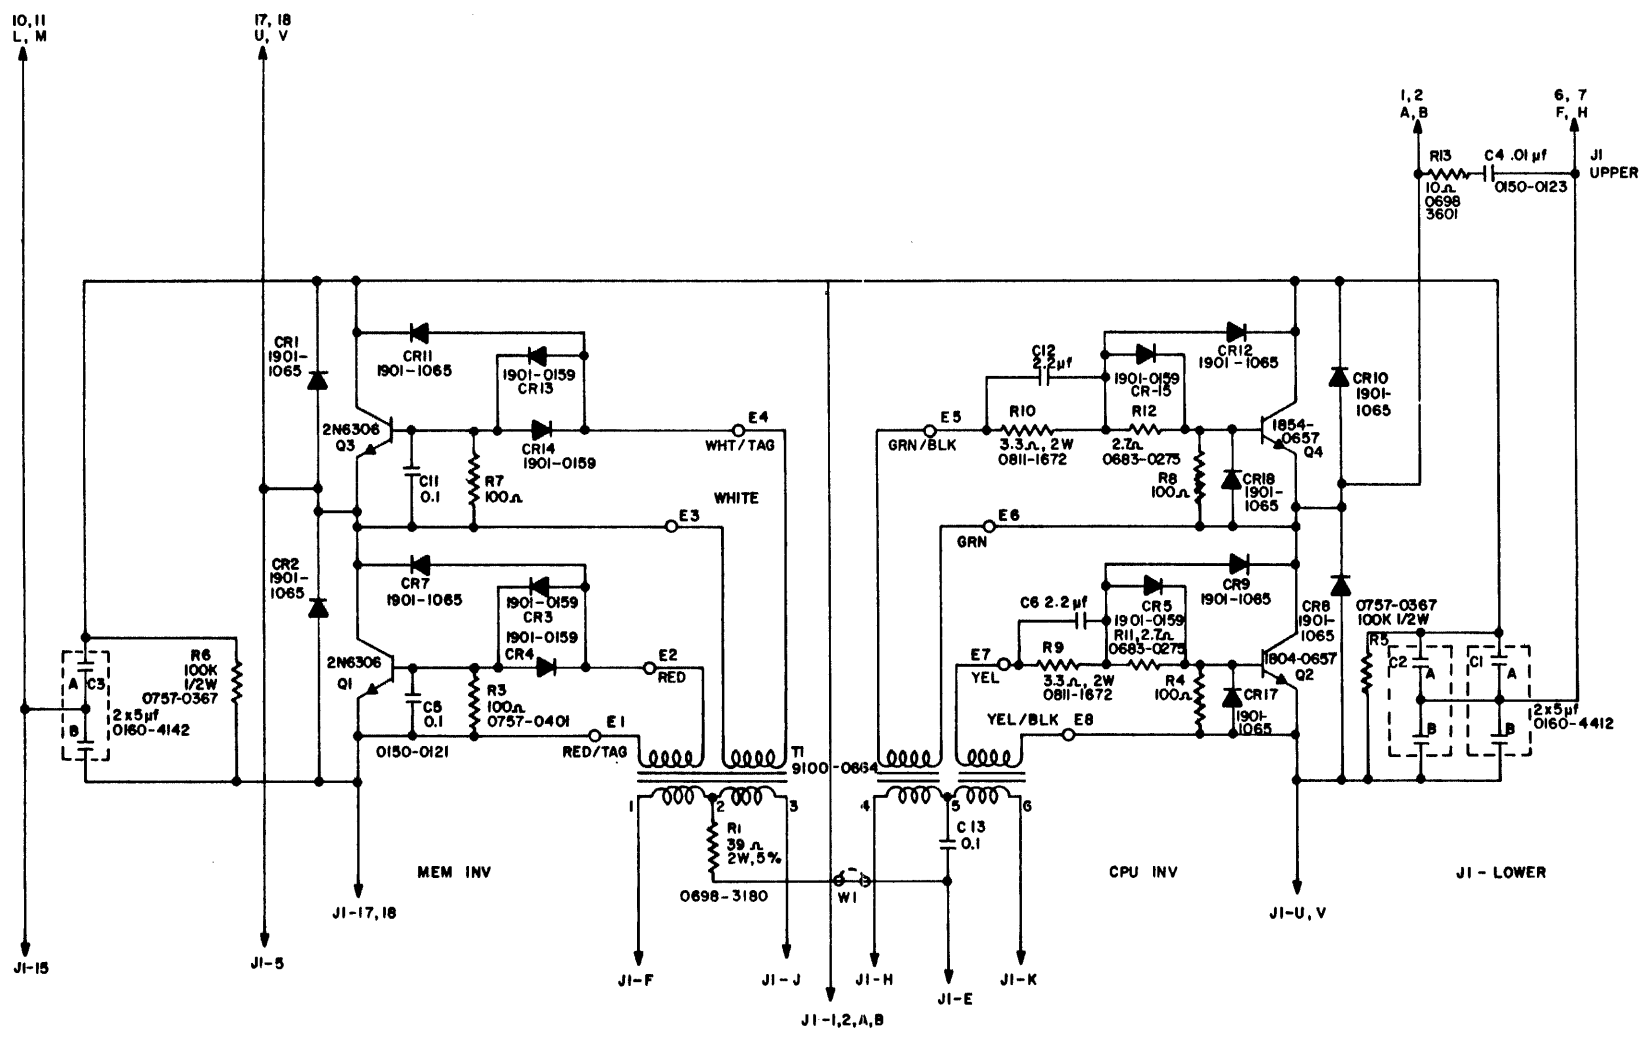 10,11
L, M
17, 18
U, V
1, 2
A, B
6, 7
F, H
J1
UPPER
R13
10Ω
0698
3601
C4 .01µf
0150-0123
CR1
1901-
1065
CR11
1901-1065
1901-0159
CR13
2N6306
Q3
CR14
1901-0159
E4
WHT/TAG
C11
0.1
R7
100Ω
WHITE
E3
C12
2.2µf
CR12
1901-1065
1901-0159
CR-15
E5
GRN/BLK
R10
3.3Ω, 2W
0811-1672
R12
2.7Ω
0683-0275
1854-
0657
Q4
CR10
1901-
1065
R8
100Ω
CR18
1901-
1065
E6
GRN
CR2
1901-
1065
CR7
1901-1065
1901-0159
CR3
1901-0159
CR4
2N6306
Q1
E2
RED
C5
0.1
0150-0121
R3
100Ω
0757-0401
E1
RED/TAG
R6
100K
1/2W
0757-0367
A
C3
B
2x5µf
0160-4142
C6 2.2µf
CR9
1901-1065
CR5
1901-0159
R11, 2.7Ω
0683-0275
E7
YEL
R9
3.3Ω, 2W
0811-1672
R4
100Ω
1804-0657
Q2
CR17
1901-
1065
YEL/BLK
E8
CR8
1901-
1065
0757-0367
100K 1/2W
R5
C2
A
B
C1
A
B
2x5µf
0160-4412
T1
9100-0664
1
2
3
4
5
6
R1
39Ω
2W, 5%
0698-3180
C13
0.1
W1
MEM INV
CPU INV
J1-LOWER
J1-17,18
J1-U, V
J1-15
J1-5
J1-F
J1-J
J1-H
J1-E
J1-K
J1-1,2,A,B